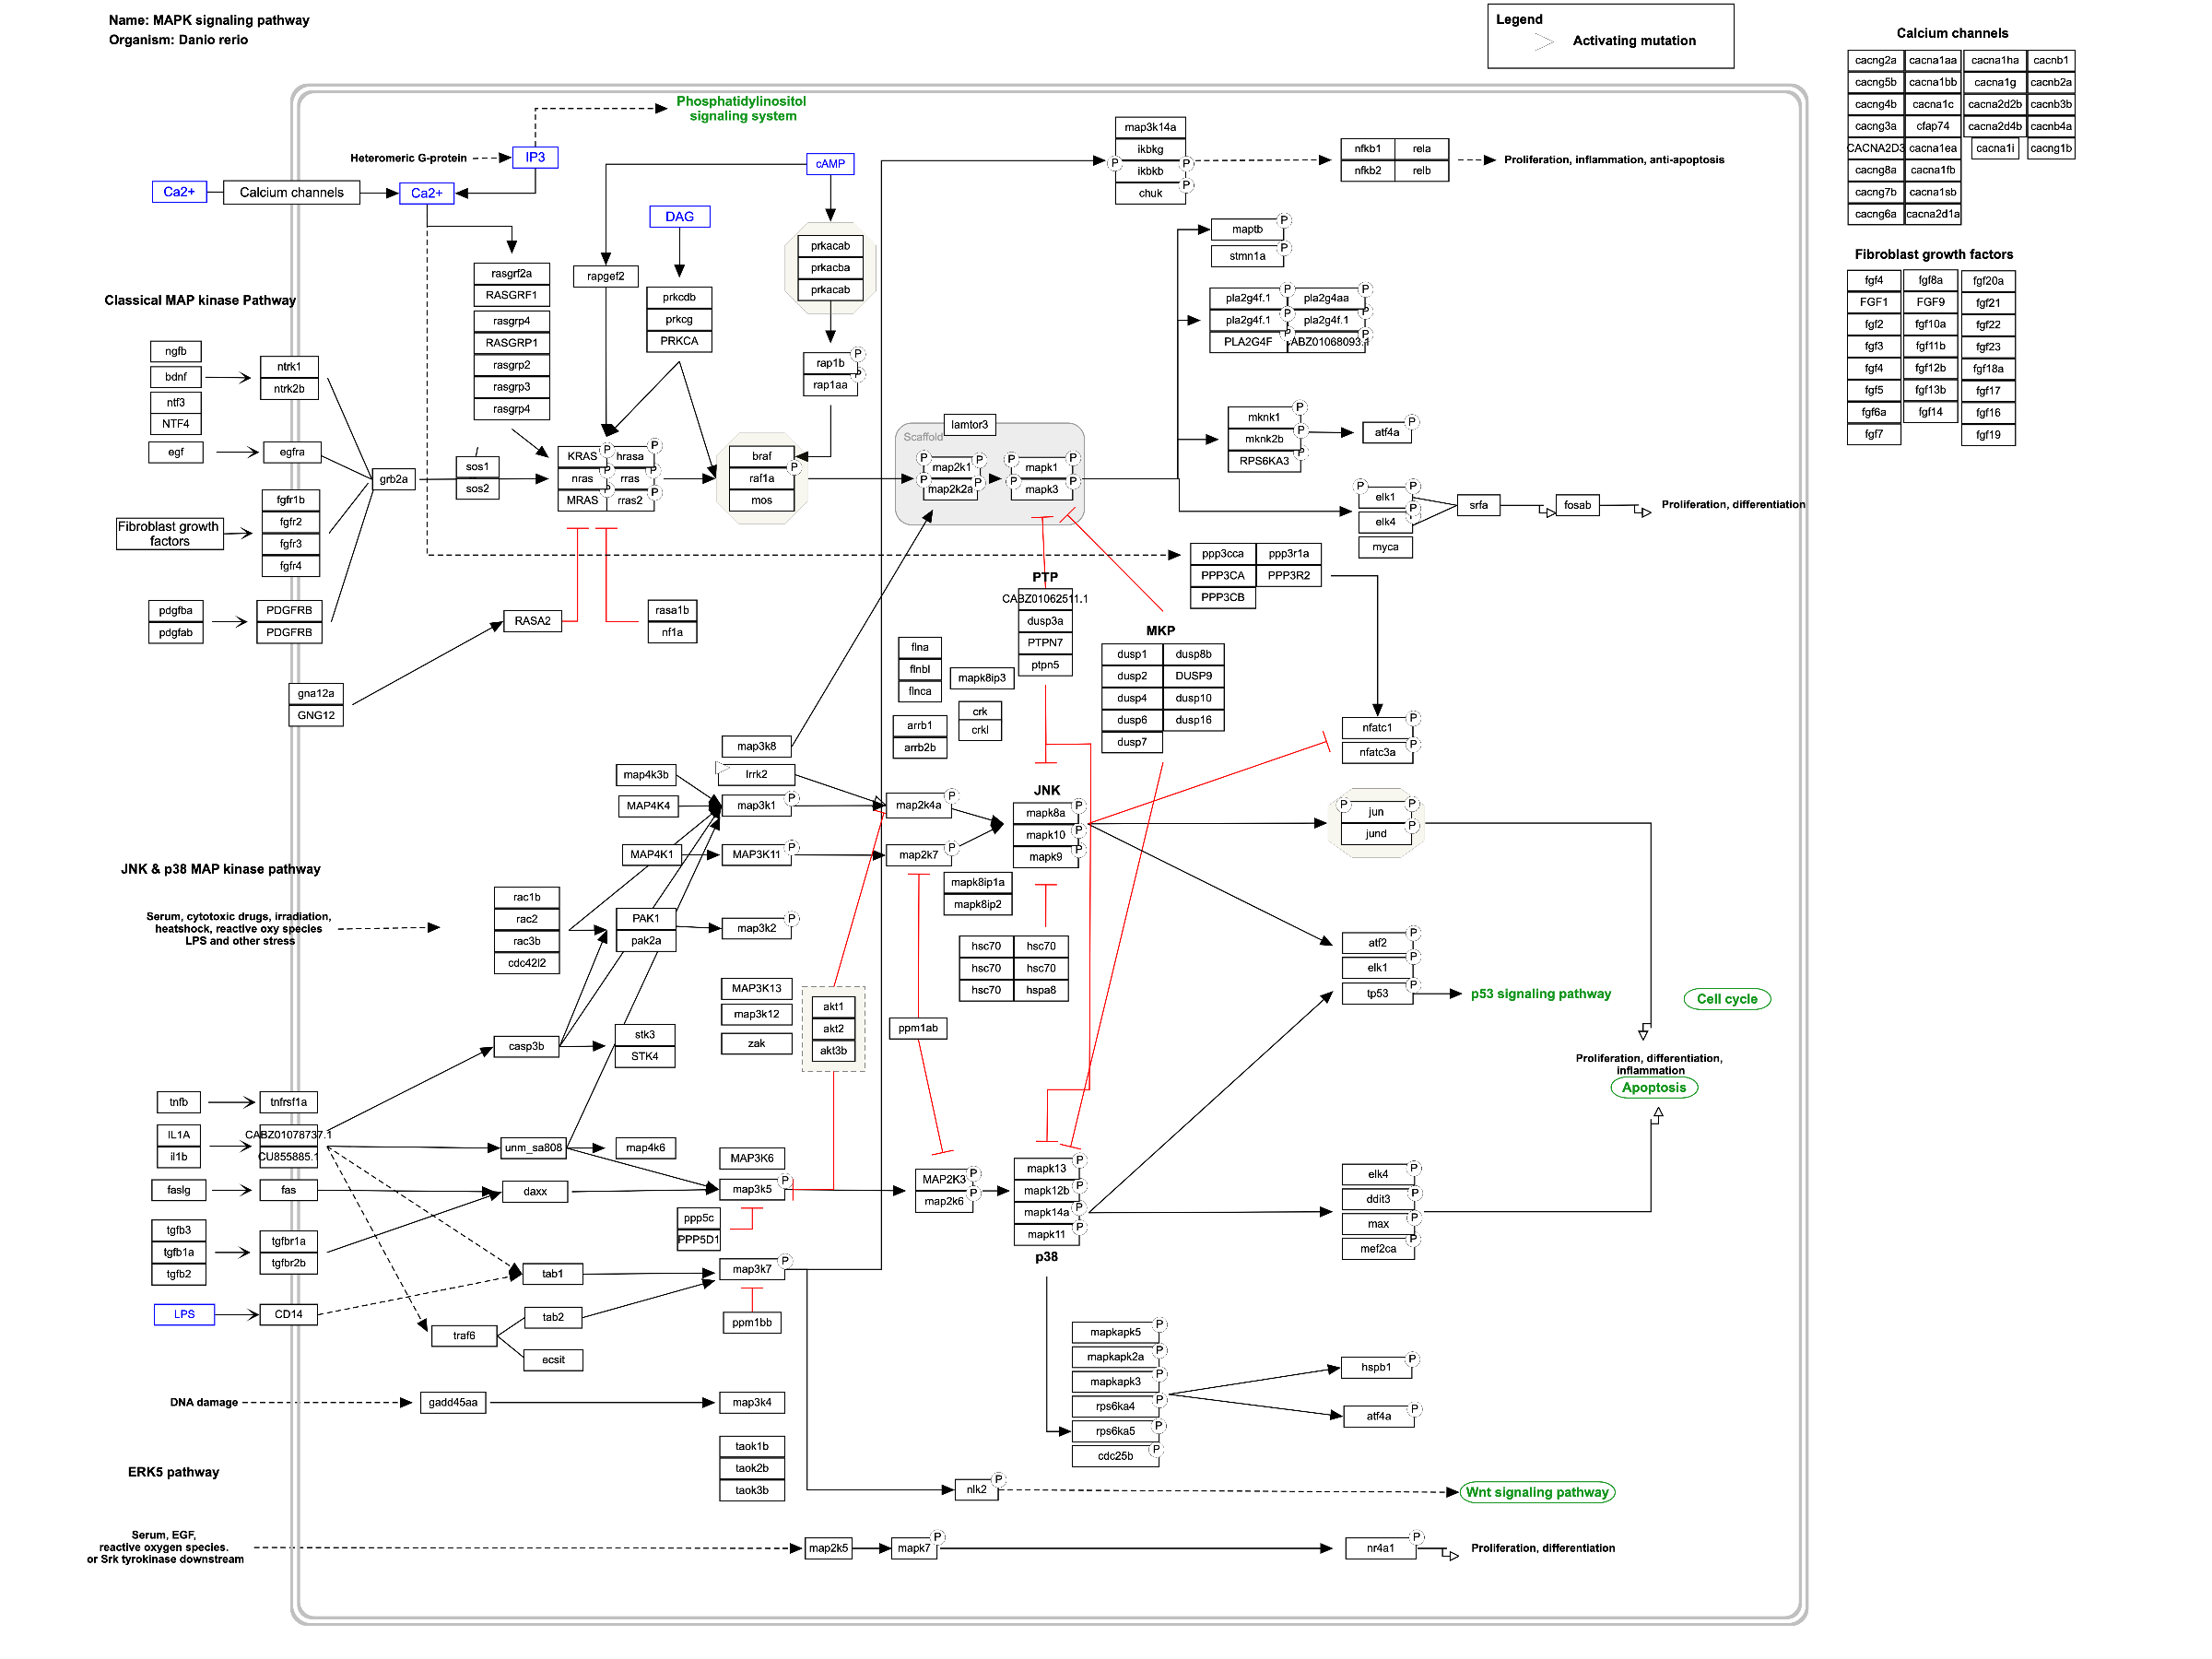 Name: MAPK signaling pathway
Organism: Danio rerio
Legend
Activating mutation
Calcium channels
cacng2a cacna1aa cacna1ha cacnb1
cacng5b cacna1bb cacna1g cacnb2a
cacng4b cacna1c cacna2d2b cacnb3b
cacng3a cfap74 cacna2d4b cacnb4a
CACNA2D3 cacna1ea cacna1i cacng1b
cacng8a cacna1fb
cacng7b cacna1sb
cacng6a cacna2d1a
Fibroblast growth factors
fgf4 fgf8a fgf20a
FGF1 FGF9 fgf21
fgf2 fgf10a fgf22
fgf3 fgf11b fgf23
fgf4 fgf12b fgf18a
fgf5 fgf13b fgf17
fgf6a fgf14 fgf16
fgf7 fgf19
Phosphatidylinositol
signaling system
Heteromeric G-protein
IP3
cAMP
Ca2+
Calcium channels
Ca2+
DAG
map3k14a
ikbkg
ikbkb
chuk
P
P
P
nfkb1 rela
nfkb2 relb
Proliferation, inflammation, anti-apoptosis
prkacab
prkacba
prkacab
rasgrf2a
RASGRF1
rasgrp4
RASGRP1
rasgrp2
rasgrp3
rasgrp4
rapgef2
prkcdb
prkcg
PRKCA
rap1b P
rap1aa P
maptb P
stmn1a P
pla2g4f.1 P pla2g4aa P
pla2g4f.1 P pla2g4f.1 P
PLA2G4F P P
Classical MAP kinase Pathway
ngfb
bdnf
ntf3
NTF4
ntrk1
ntrk2b
egf
egfra
grb2a
sos1
sos2
KRAS P hrasa P
nras P rras P
MRAS P rras2 P
braf
raf1a P
mos
Scaffold
lamtor3
P map2k1 P
P map2k2a P
P mapk1 P
P mapk3 P
mknk1 P
mknk2b P
RPS6KA3 P
atf4a P
P elk1 P
elk4 P
P
myca
srfa
fosab
Proliferation, differentiation
Fibroblast growth
factors
fgfr1b
fgfr2
fgfr3
fgfr4
ppp3cca ppp3r1a
PPP3CA PPP3R2
PPP3CB
pdgfba
pdgfab
PDGFRB
PDGFRB
RASA2
rasa1b
nf1a
PTP
CABZ01062511.1
dusp3a
PTPN7
ptpn5
MKP
dusp1 dusp8b
dusp2 DUSP9
dusp4 dusp10
dusp6 dusp16
dusp7
flna
flnbl
flnca
mapk8ip3
arrb1
arrb2b
crk
crkl
gna12a
GNG12
nfatc1 P
nfatc3a P
map3k8
lrrk2
map4k3b
MAP4K4
map3k1 P
map2k4a P
MAP4K1
MAP3K11 P
map2k7 P
JNK
mapk8a P
mapk10 P
mapk9 P
mapk8ip1a
mapk8ip2
P jun P
jund P
JNK & p38 MAP kinase pathway
Serum, cytotoxic drugs, irradiation,
heatshock, reactive oxy species
LPS and other stress
rac1b
rac2
rac3b
cdc42l2
PAK1
pak2a
map3k2 P
hsc70 hsc70
hsc70 hsc70
hsc70 hspa8
atf2 P
elk1 P
tp53 P
p53 signaling pathway
Cell cycle
MAP3K13
map3k12
zak
akt1
akt2
akt3b
ppm1ab
casp3b
stk3
STK4
Proliferation, differentiation,
inflammation
Apoptosis
tnfb
tnfrsf1a
IL1A
il1b
CABZ01078737.1
CU855885.1
unm_sa808
map4k6
MAP3K6
map3k5 P
faslg
fas
daxx
ppp5c
PPP5D1
MAP2K3 P
map2k6 P
mapk13 P
mapk12b P
mapk14a P
mapk11 P
p38
elk4 P
ddit3 P
max P
mef2ca P
tgfb3
tgfb1a
tgfb2
tgfbr1a
tgfbr2b
tab1
map3k7 P
LPS
CD14
tab2
traf6
ecsit
ppm1bb
mapkapk5 P
mapkapk2a P
mapkapk3 P
rps6ka4 P
rps6ka5 P
cdc25b P
hspb1 P
atf4a P
DNA damage
gadd45aa
map3k4
taok1b
taok2b
taok3b
ERK5 pathway
nlk2 P
Wnt signaling pathway
Serum, EGF,
reactive oxygen species.
or Srk tyrokinase downstream
map2k5
mapk7 P
nr4a1 P
Proliferation, differentiation